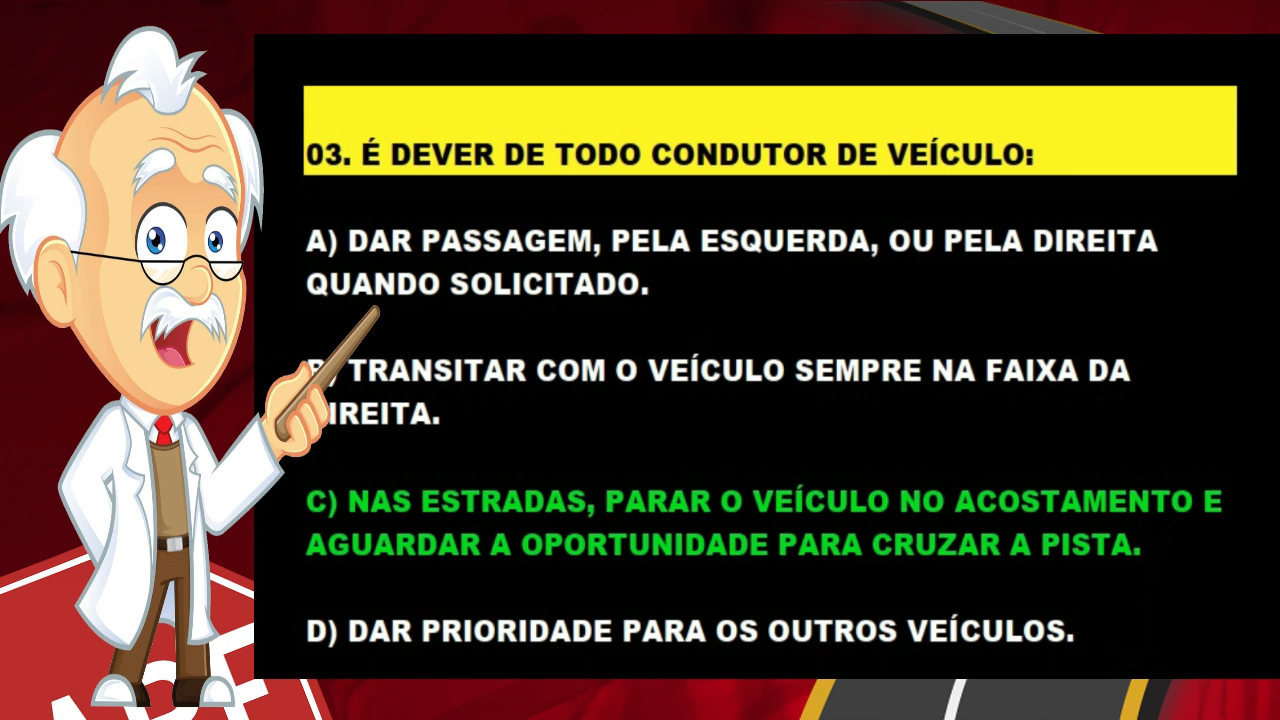 03. É DEVER DE TODO CONDUTOR DE VEÍCULO:
A) DAR PASSAGEM, PELA ESQUERDA, OU PELA DIREITA
QUANDO SOLICITADO.
TRANSITAR COM O VEÍCULO SEMPRE NA FAIXA DA
IREITA.
C) NAS ESTRADAS, PARAR O VEÍCULO NO ACOSTAMENTO E
AGUARDAR A OPORTUNIDADE PARA CRUZAR A PISTA.
D) DAR PRIORIDADE PARA OS OUTROS VEÍCULOS.